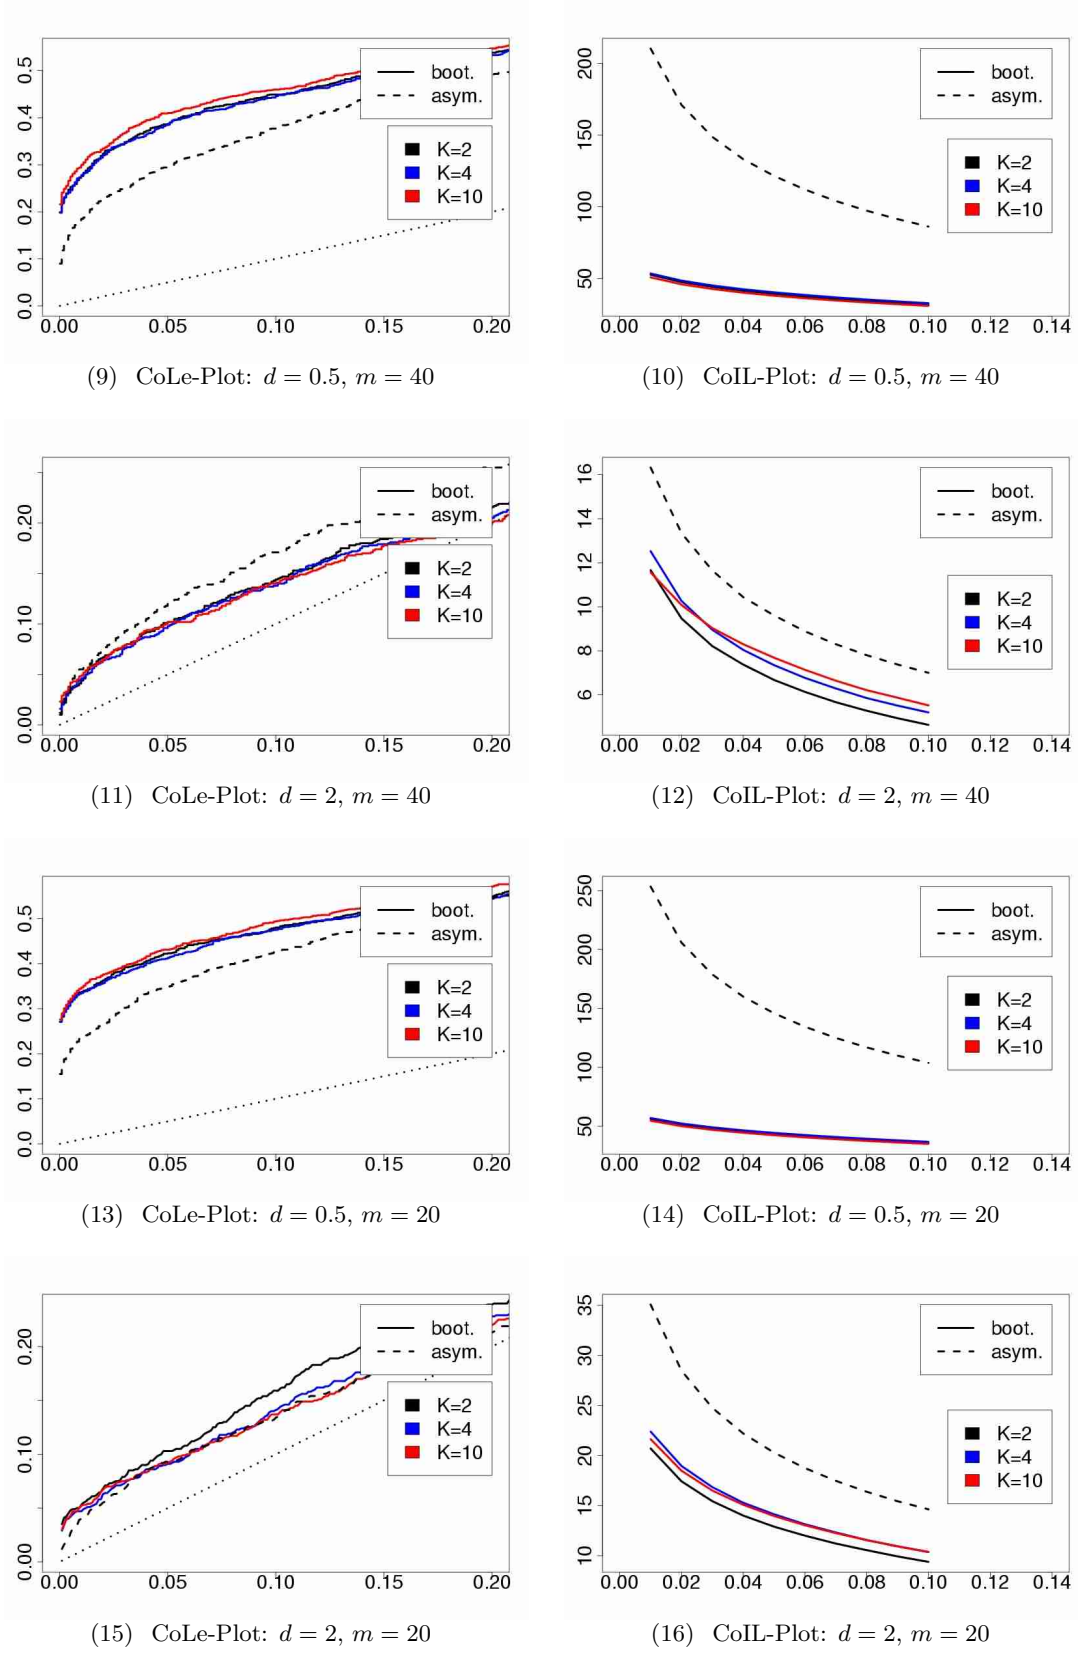 0.0 0.1 0.2 0.3 0.4 0.5
boot.
asym.
K=2
K=4
K=10
0.00 0.05 0.10 0.15 0.20
(9) CoLe-Plot: d = 0.5, m = 40
50 100 150 200
boot.
asym.
K=2
K=4
K=10
0.00 0.02 0.04 0.06 0.08 0.10 0.12 0.14
(10) CoIL-Plot: d = 0.5, m = 40
0.00 0.10 0.20
boot.
asym.
K=2
K=4
K=10
0.00 0.05 0.10 0.15 0.20
(11) CoLe-Plot: d = 2, m = 40
6 8 10 12 14 16
boot.
asym.
K=2
K=4
K=10
0.00 0.02 0.04 0.06 0.08 0.10 0.12 0.14
(12) CoIL-Plot: d = 2, m = 40
0.0 0.1 0.2 0.3 0.4 0.5
boot.
asym.
K=2
K=4
K=10
0.00 0.05 0.10 0.15 0.20
(13) CoLe-Plot: d = 0.5, m = 20
50 100 150 200 250
boot.
asym.
K=2
K=4
K=10
0.00 0.02 0.04 0.06 0.08 0.10 0.12 0.14
(14) CoIL-Plot: d = 0.5, m = 20
0.00 0.10 0.20
boot.
asym.
K=2
K=4
K=10
0.00 0.05 0.10 0.15 0.20
(15) CoLe-Plot: d = 2, m = 20
10 15 20 25 30 35
boot.
asym.
K=2
K=4
K=10
0.00 0.02 0.04 0.06 0.08 0.10 0.12 0.14
(16) CoIL-Plot: d = 2, m = 20